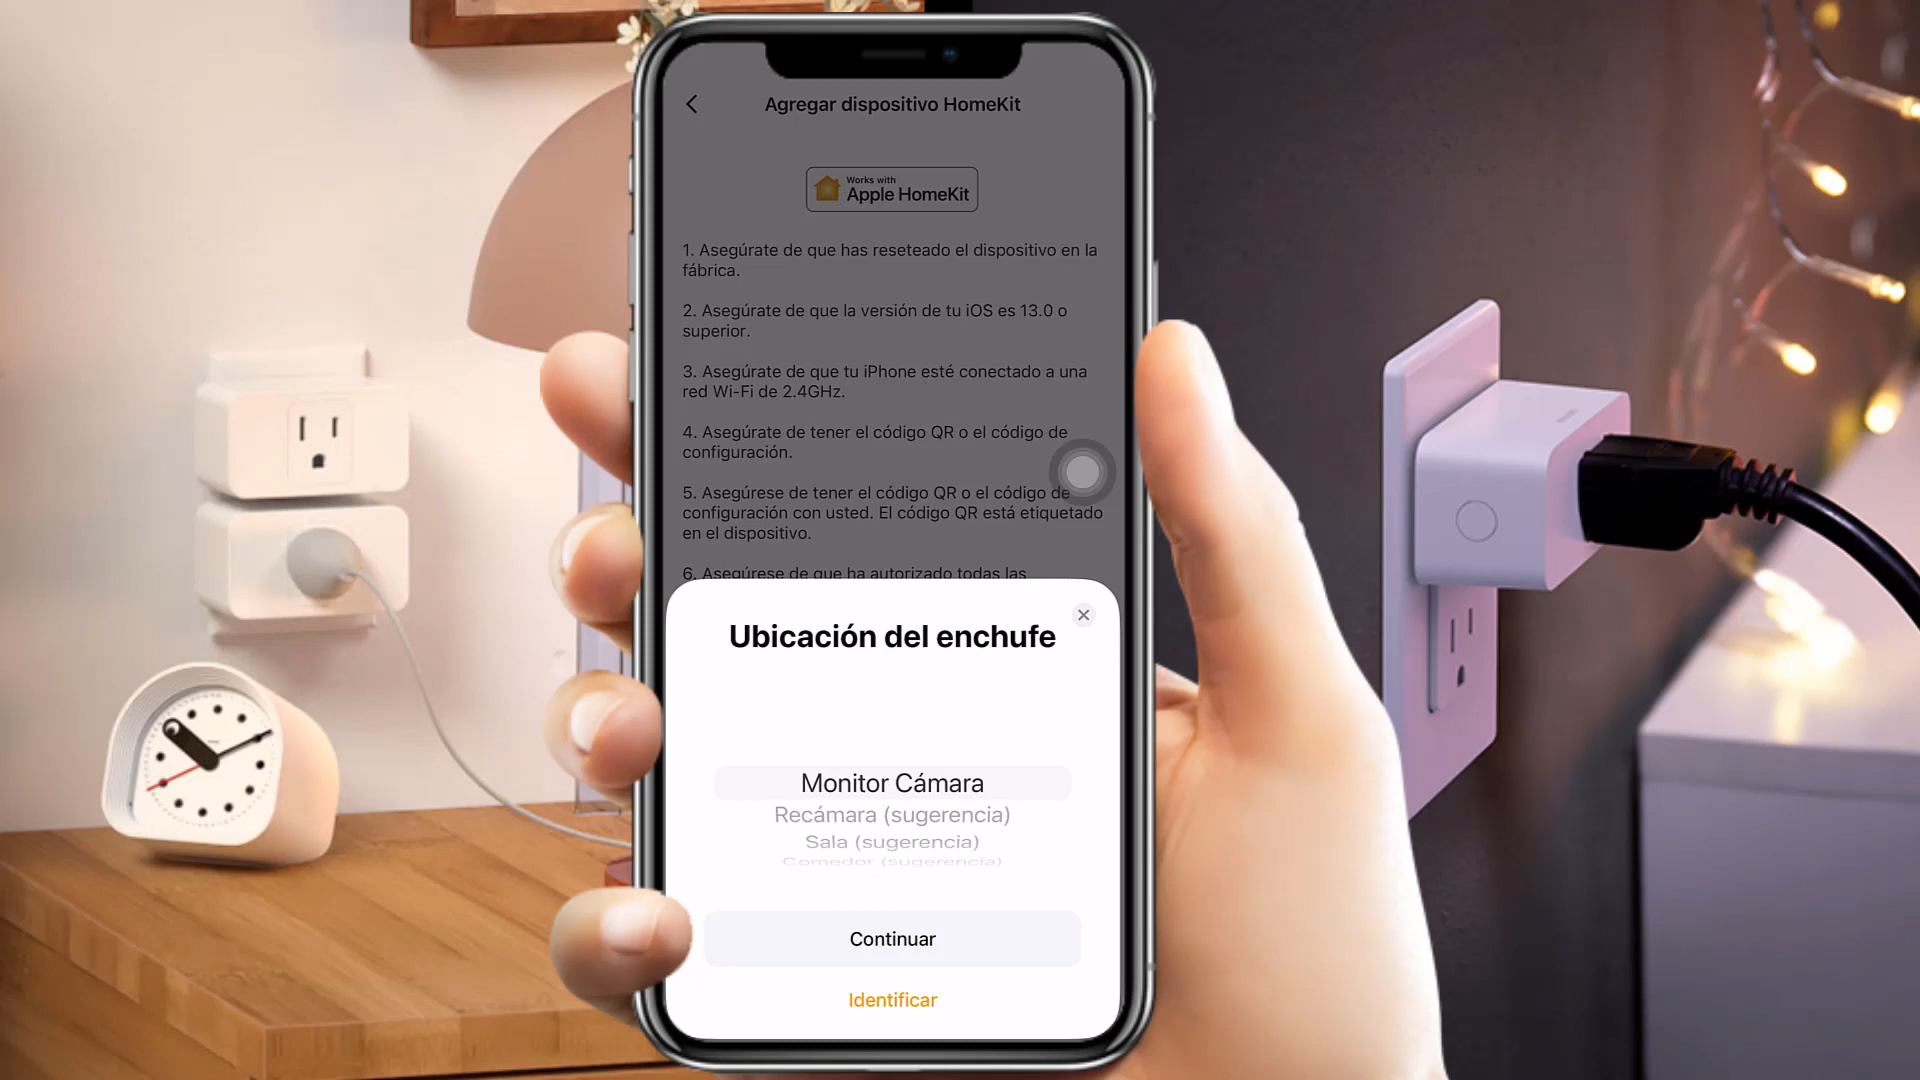 Agregar dispositivo HomeKit
Works with
Apple HomeKit
1. Asegúrate de que has reseteado el dispositivo en la
fábrica.
2. Asegúrate de que la versión de tu iOS es 13.0 o
superior.
3. Asegúrate de que tu iPhone esté conectado a una
red Wi-Fi de 2.4GHz.
4. Asegúrate de tener el código QR o el código de
configuración.
5. Asegúrese de tener el código QR o el código de
configuración con usted. El código QR está etiquetado
en el dispositivo.
6. Asegúrese de que ha autorizado todas las
Ubicación del enchufe
Monitor Cámara
Recámara (sugerencia)
Sala (sugerencia)
Comedor (sugerencia)
Continuar
Identificar